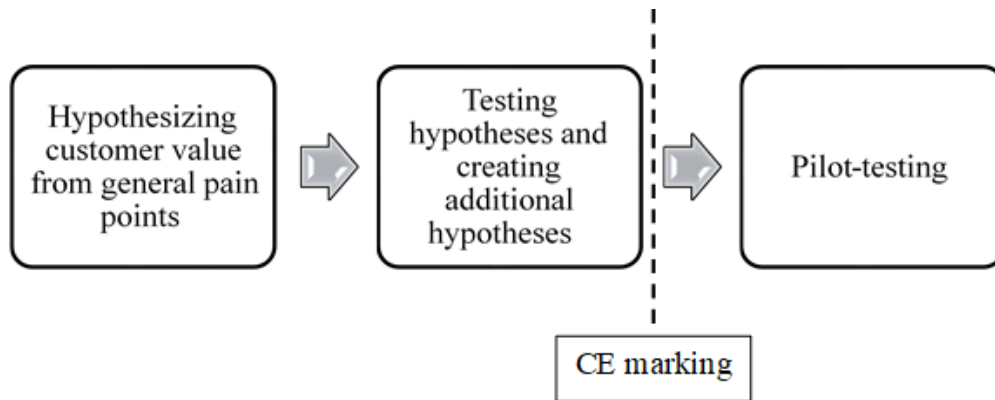 Hypothesizing
customer value
from general pain
points
Testing
hypotheses and
creating
additional
hypotheses
Pilot-testing
CE marking